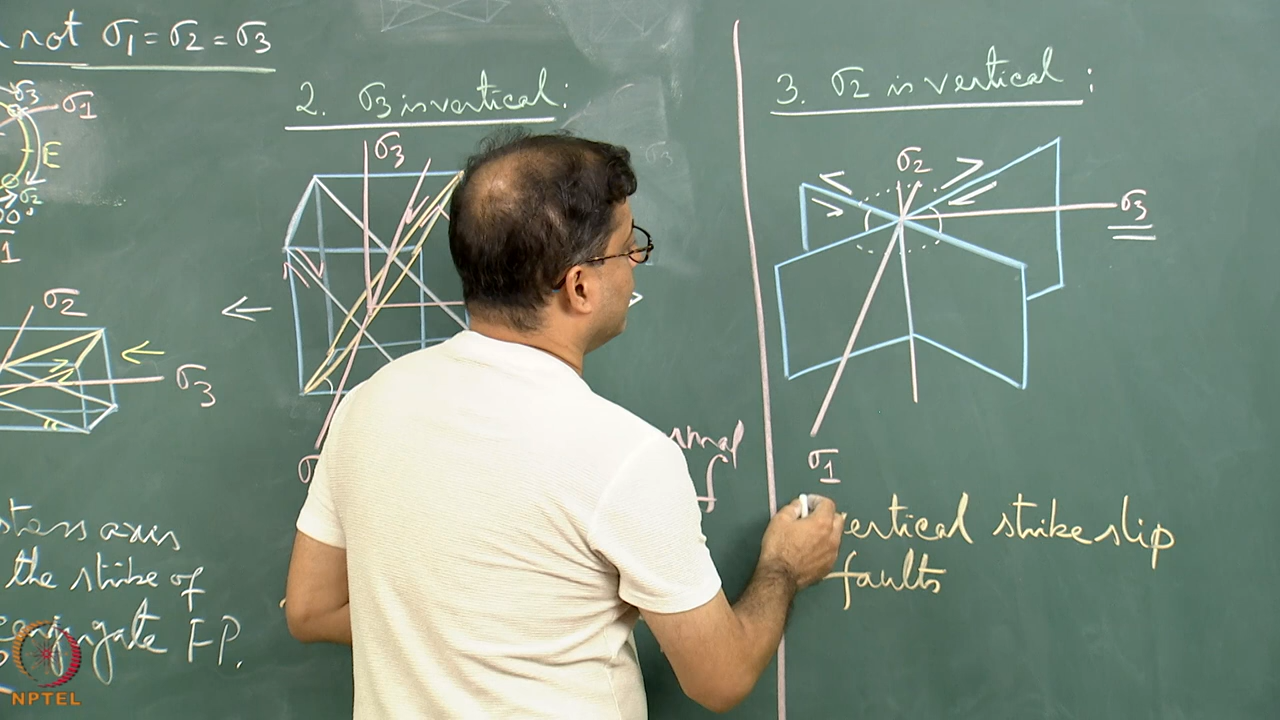 not σ1 = σ2 = σ3
σ3
σ1
E
σ2
σ2
σ3
stress axis
the strike of
conjugate F.P.
2. σ3 is vertical:
σ3
3. σ2 is vertical:
σ2
σ3
σ1
vertical strike slip
faults
NPTEL